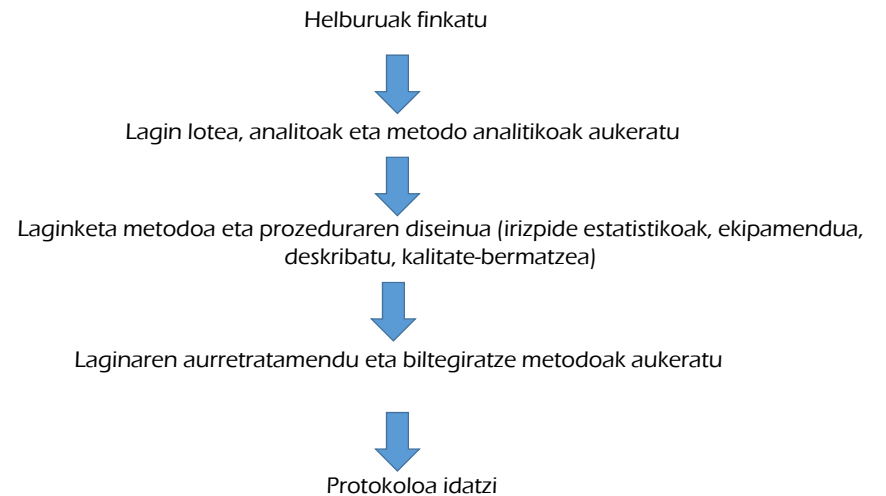 Helburuak finkatu
Lagin lotea, analitoak eta metodo analitikoak aukeratu
Laginketa metodoa eta prozeduraren diseinua (irizpide estatistikoak, ekipamendua,
deskribatu, kalitate-bermatzea)
Laginaren aurretratamendu eta biltegiratze metodoak aukeratu
Protokoloa idatzi